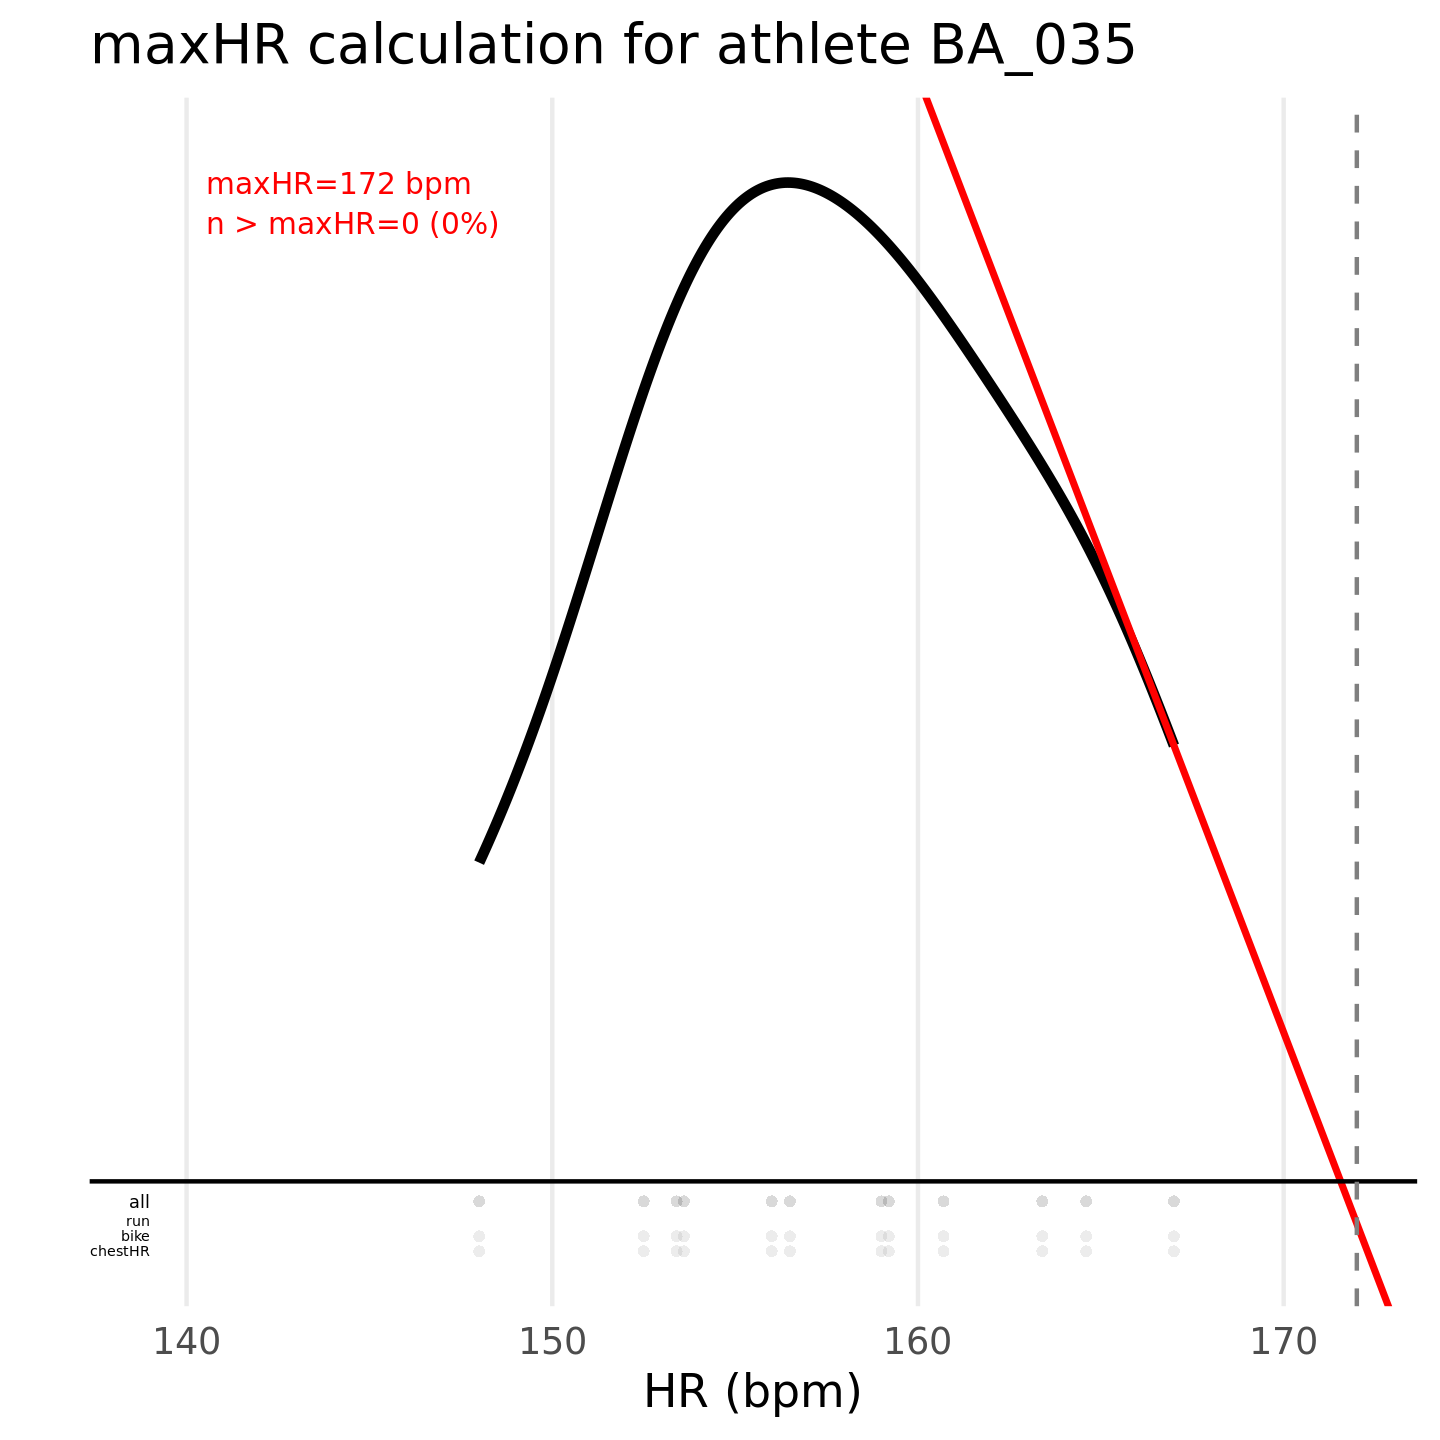 maxHR calculation for athlete BA_035
maxHR=172 bpm
n > maxHR=0 (0%)
all
run
bike
chestHR
140 150 160 170
HR (bpm)